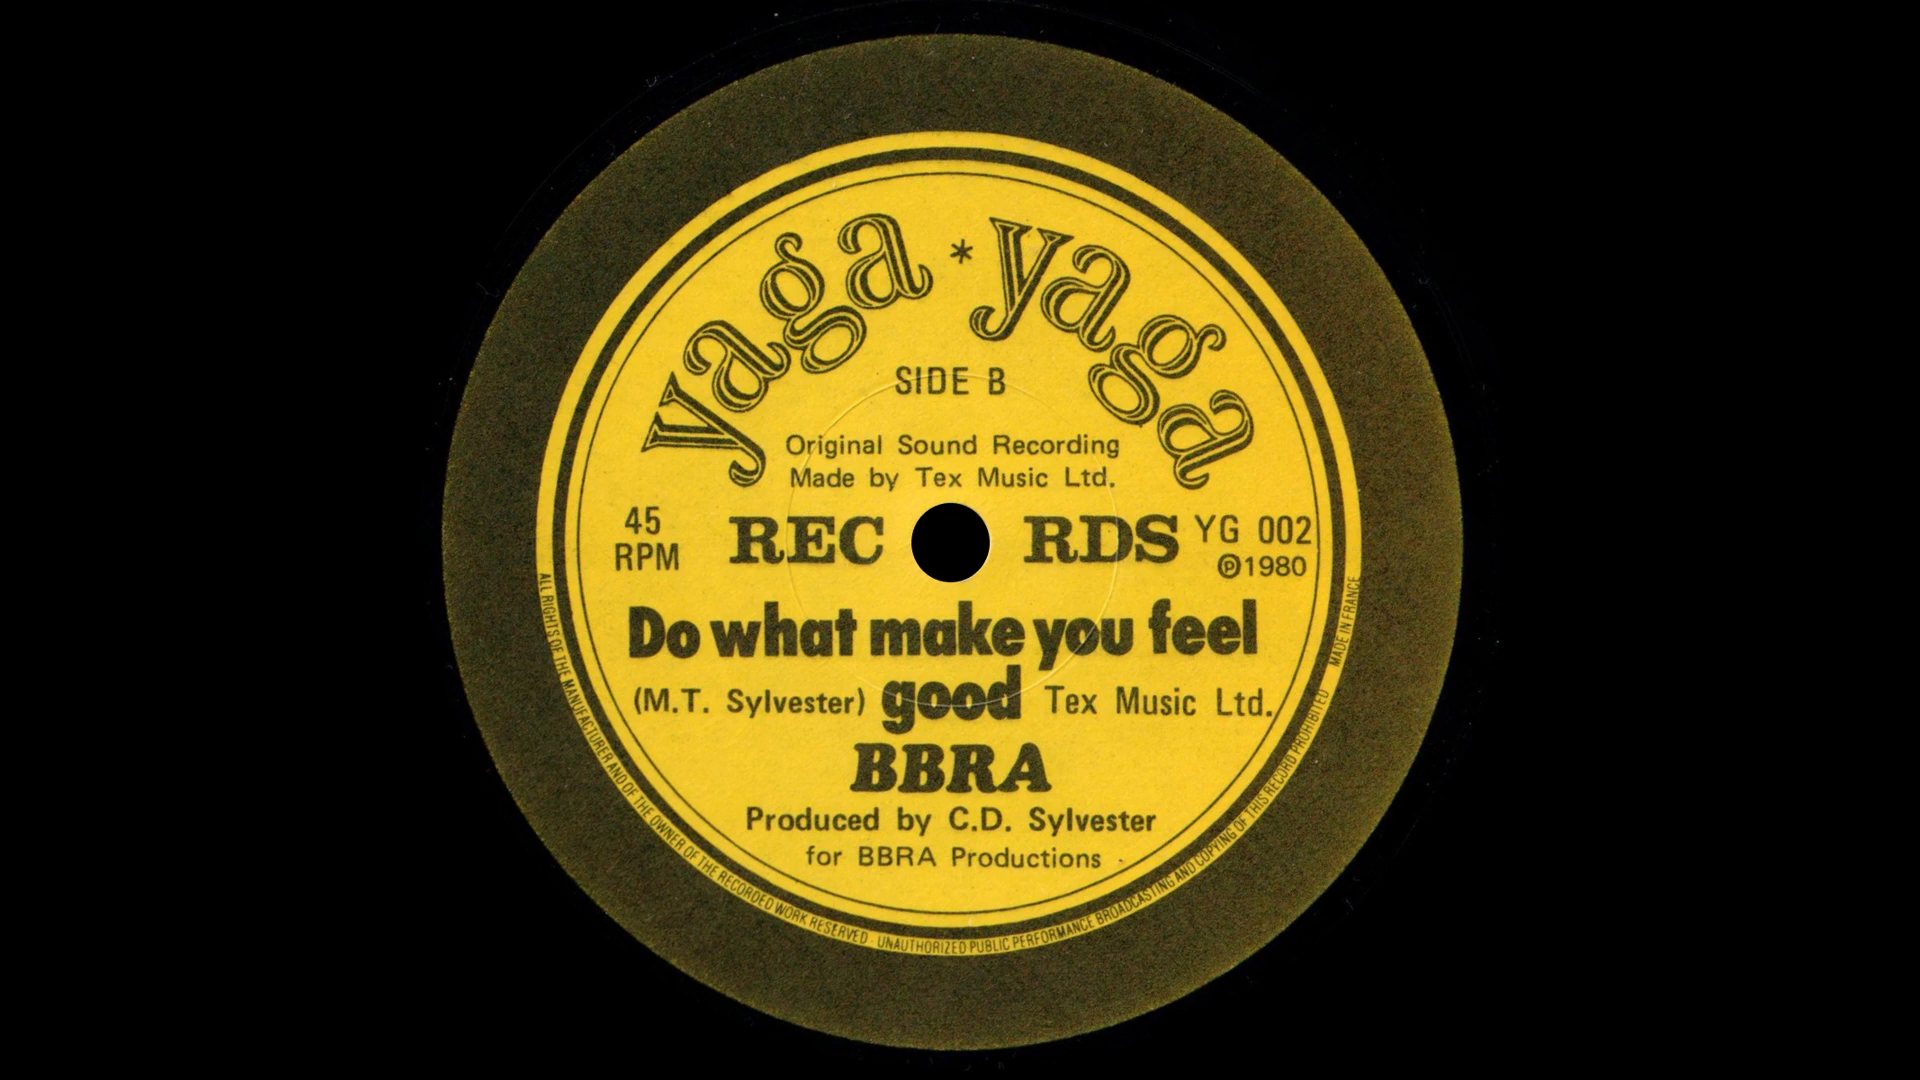 yaga * yaga
SIDE B
Original Sound Recording
Made by Tex Music Ltd.
45
RPM
REC RDS
YG 002
℗1980
Do what make you feel
(M.T. Sylvester) good Tex Music Ltd.
BBRA
Produced by C.D. Sylvester
for BBRA Productions
ALL RIGHTS OF THE MANUFACTURER AND OF THE OWNER OF THE RECORDED WORK RESERVED - UNAUTHORIZED PUBLIC PERFORMANCE BROADCASTING AND COPYING OF THIS RECORD PROHIBITED MADE IN FRANCE